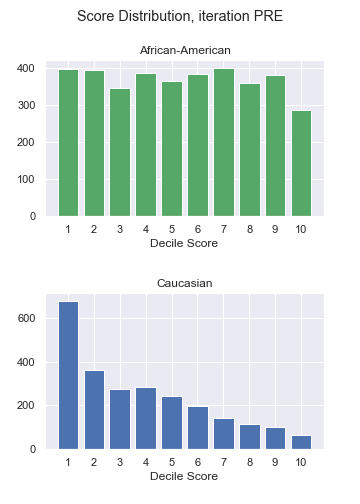 Score Distribution, iteration PRE
African-American
400
300
200
100
0
1 2 3 4 5 6 7 8 9 10
Decile Score
Caucasian
600
400
200
0
1 2 3 4 5 6 7 8 9 10
Decile Score